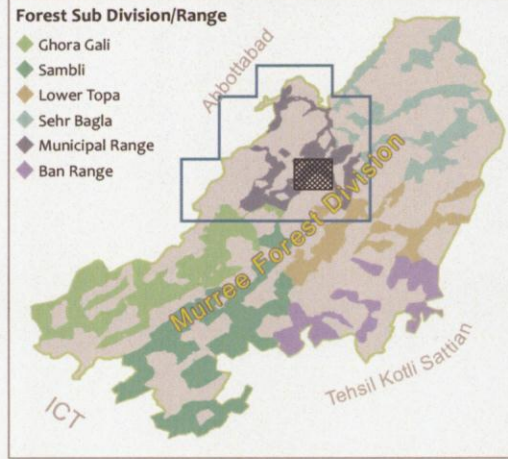 Forest Sub Division/Range
Ghora Gali
Sambli
Lower Topa
Sehr Bagla
Municipal Range
Ban Range
Abbottabad
Murree Forest Division
Tehsil Kotli Sattian
ICT